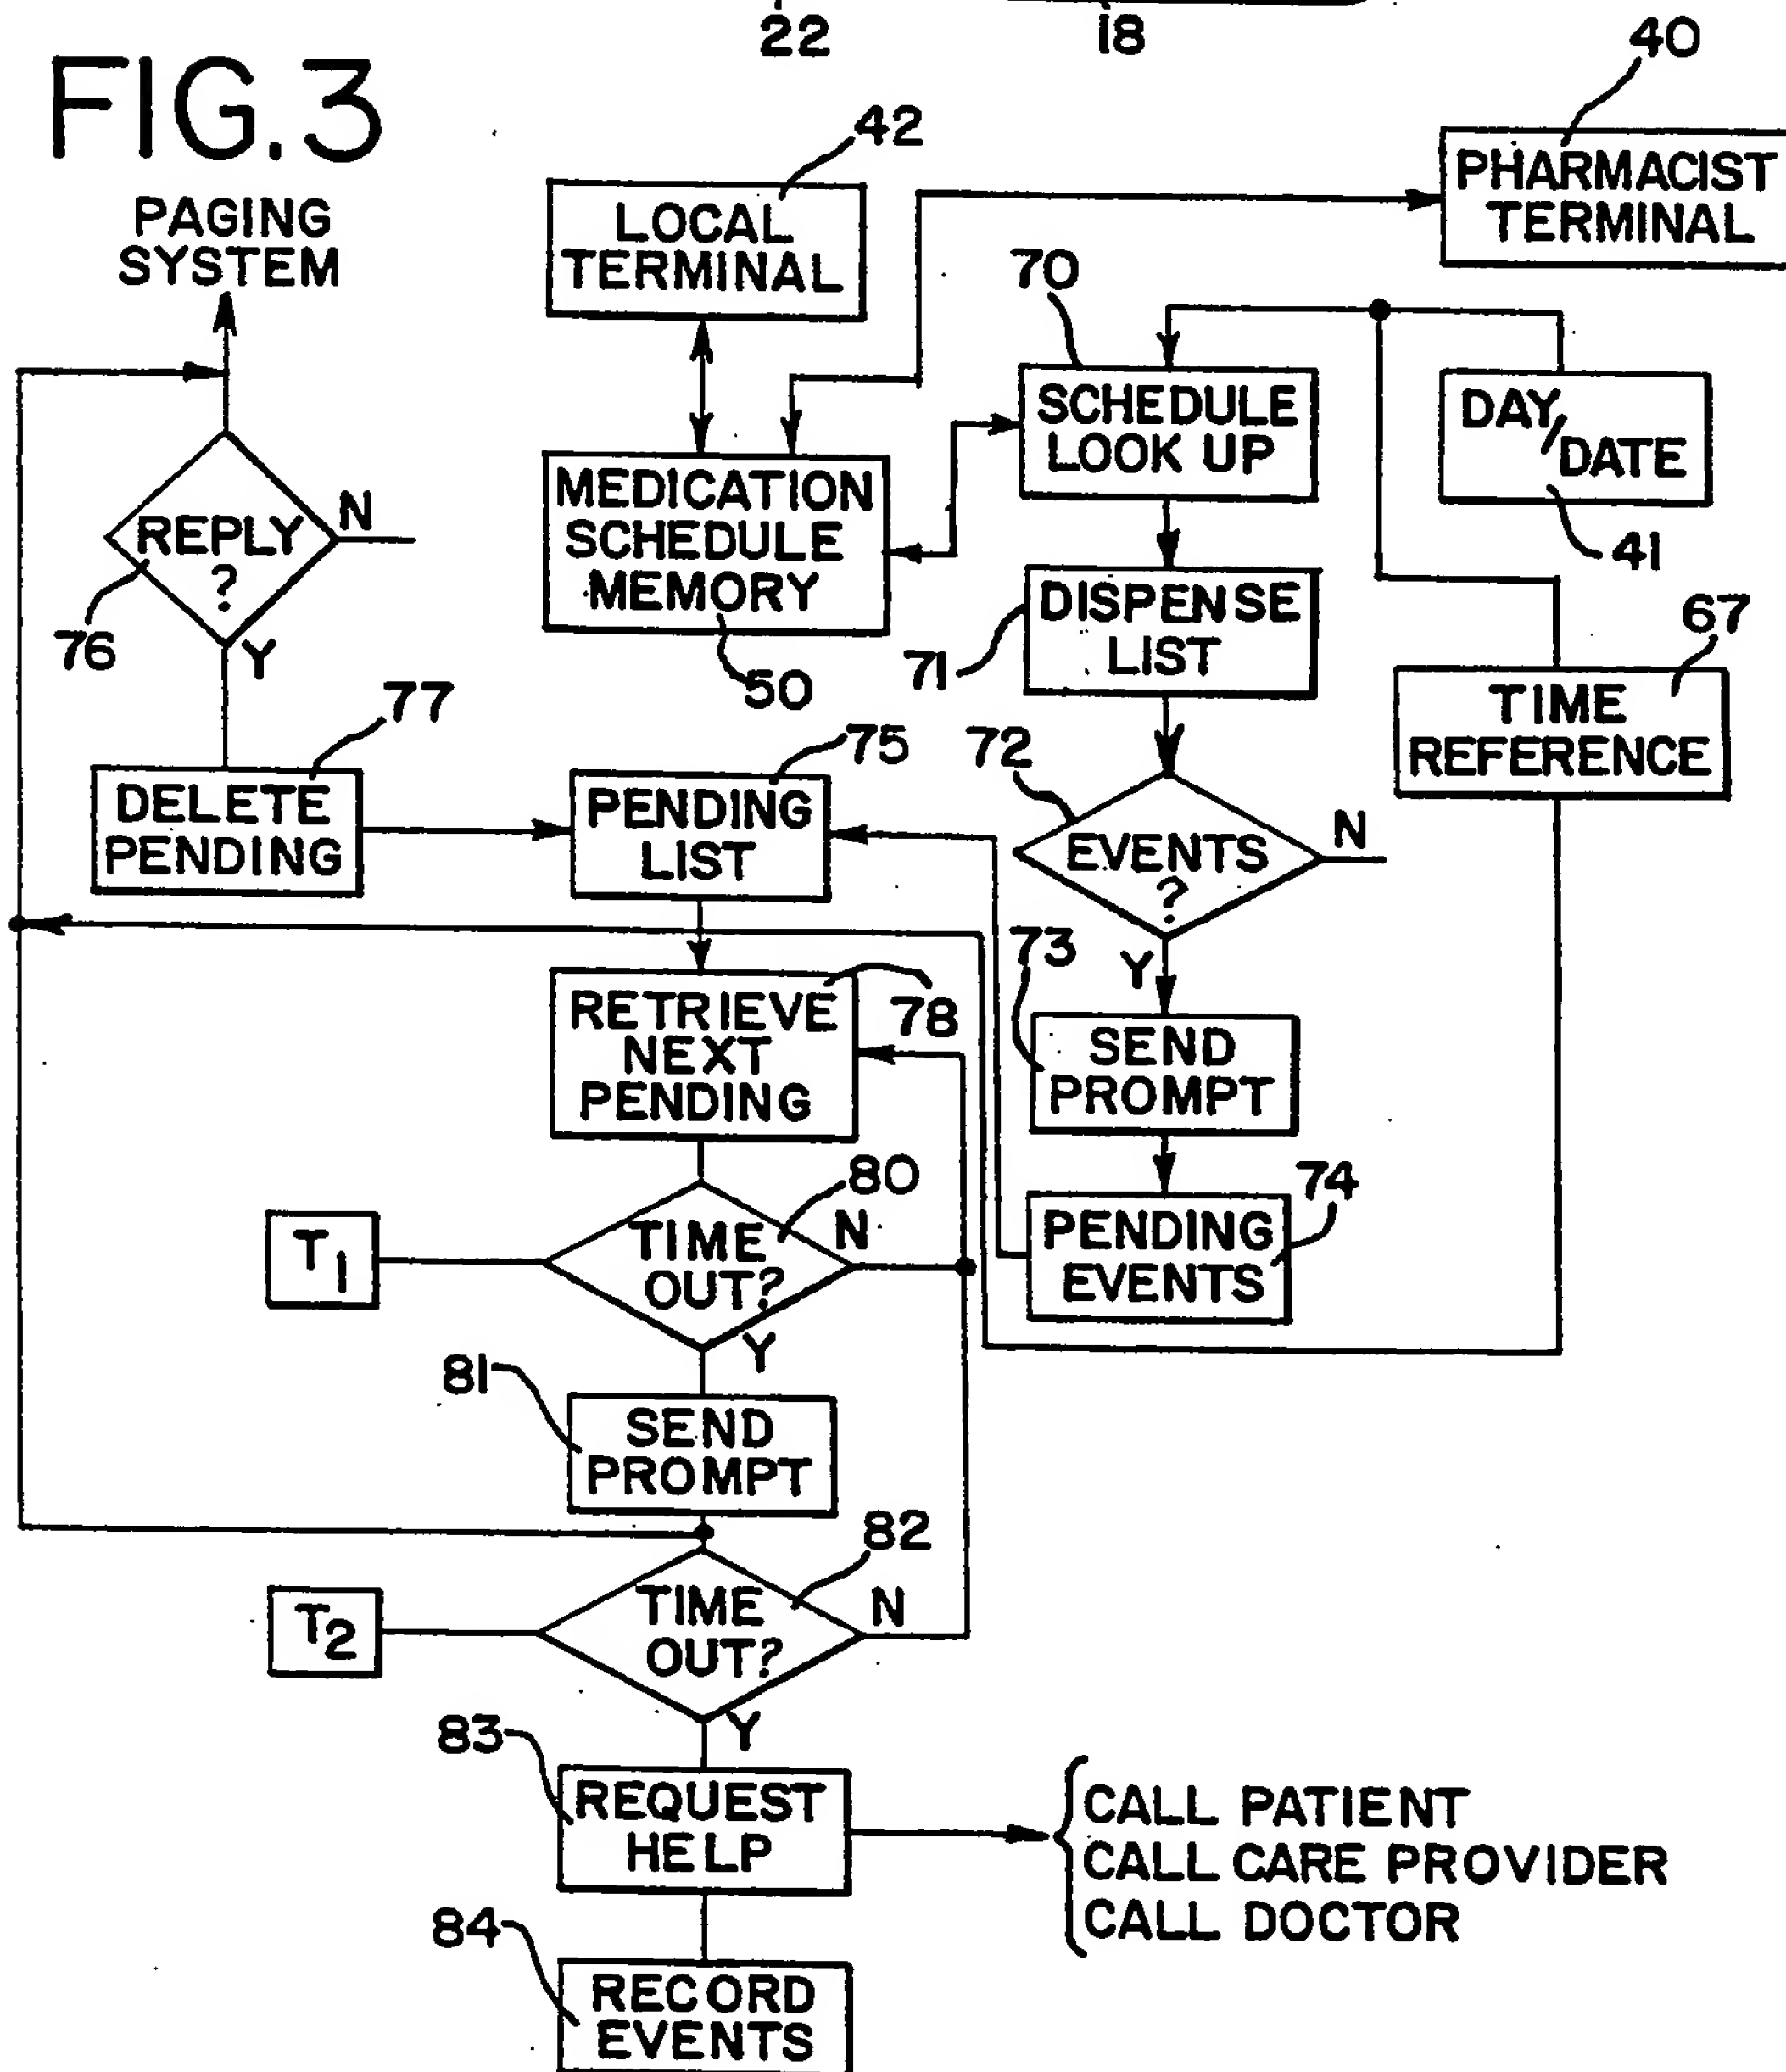 22
18
FIG.3
40
42
PHARMACIST
TERMINAL
PAGING
SYSTEM
LOCAL
TERMINAL
70
SCHEDULE
LOOK UP
DAY/DATE
41
REPLY
?
N
Y
76
MEDICATION
SCHEDULE
MEMORY
50
71
DISPENSE
LIST
67
TIME
REFERENCE
77
DELETE
PENDING
75
PENDING
LIST
72
EVENTS
?
N
Y
73
SEND
PROMPT
78
RETRIEVE
NEXT
PENDING
74
PENDING
EVENTS
80
T1
TIME
OUT?
N
Y
81
SEND
PROMPT
82
T2
TIME
OUT?
N
Y
83
REQUEST
HELP
CALL PATIENT
CALL CARE PROVIDER
CALL DOCTOR
84
RECORD
EVENTS